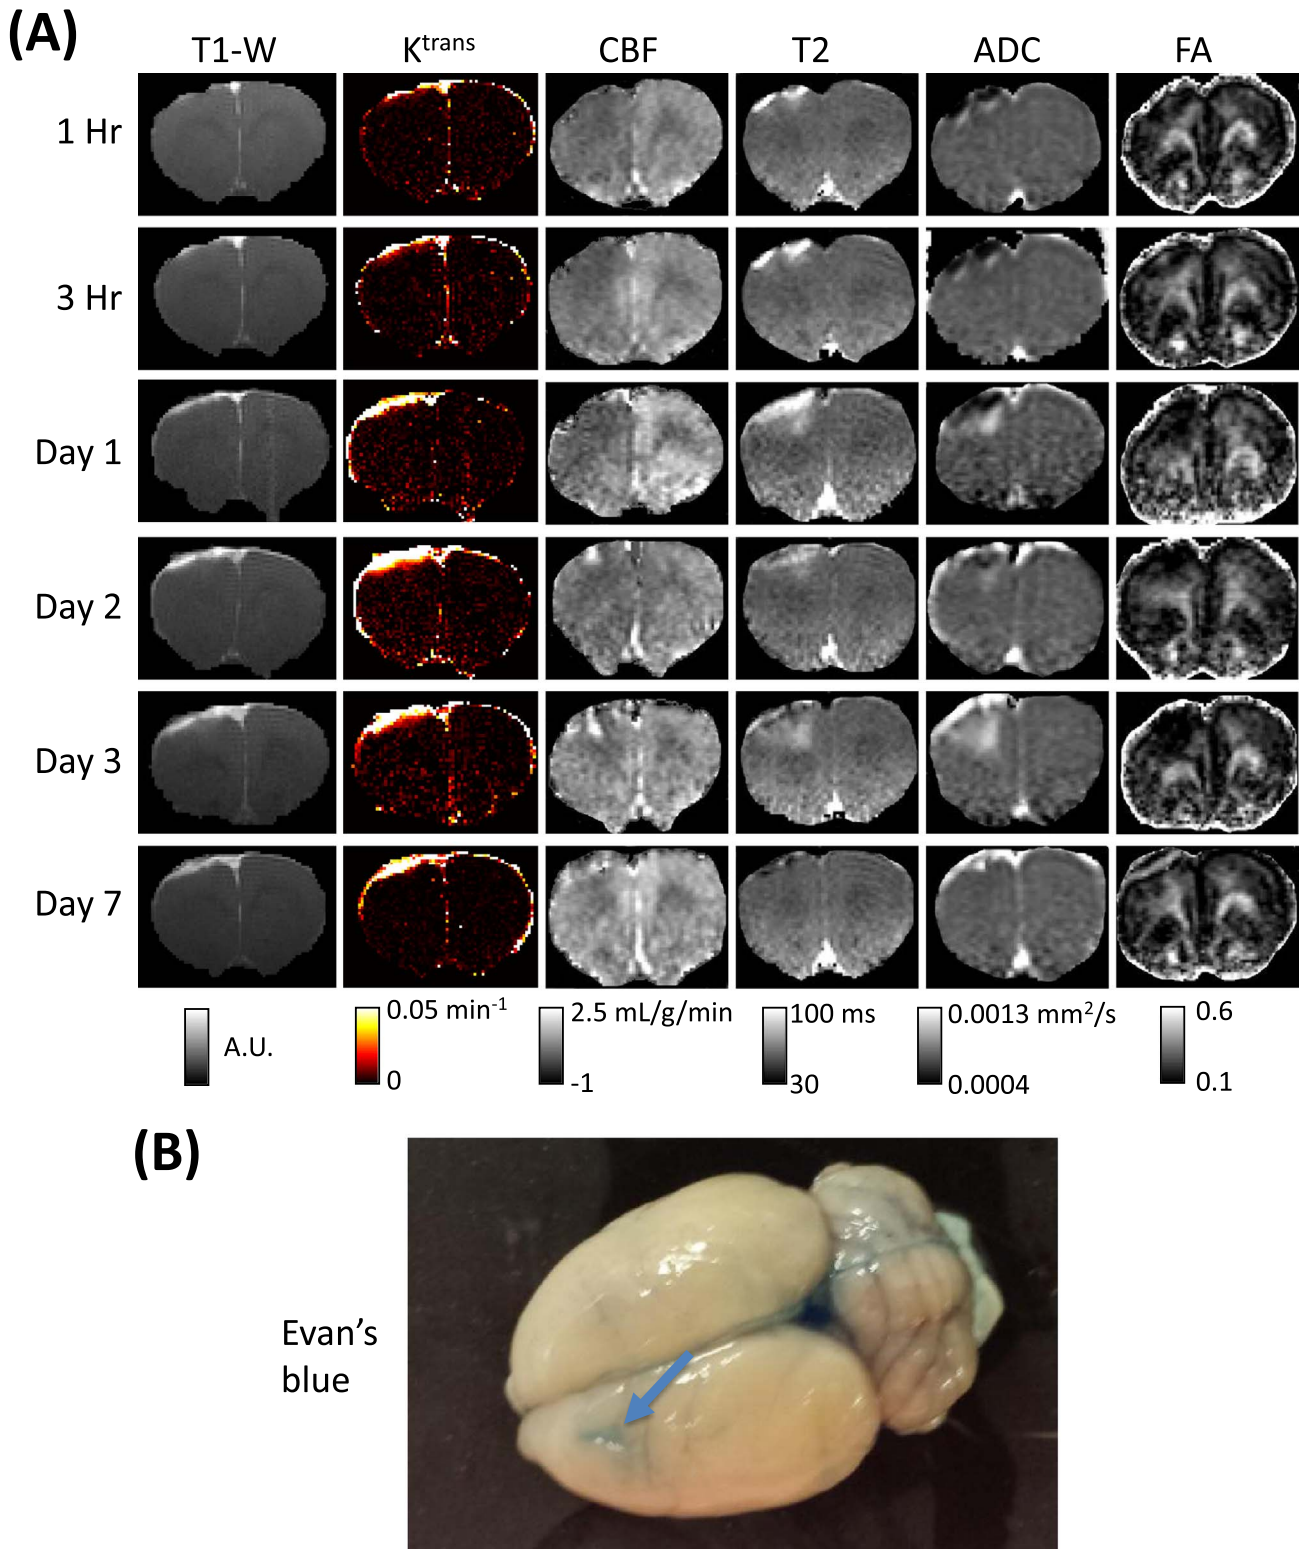 (A)
T1-W K^trans CBF T2 ADC FA
1 Hr
3 Hr
Day 1
Day 2
Day 3
Day 7
A.U.
0.05 min⁻¹
0
2.5 mL/g/min
-1
100 ms
30
0.0013 mm²/s
0.0004
0.6
0.1
(B)
Evan's
blue